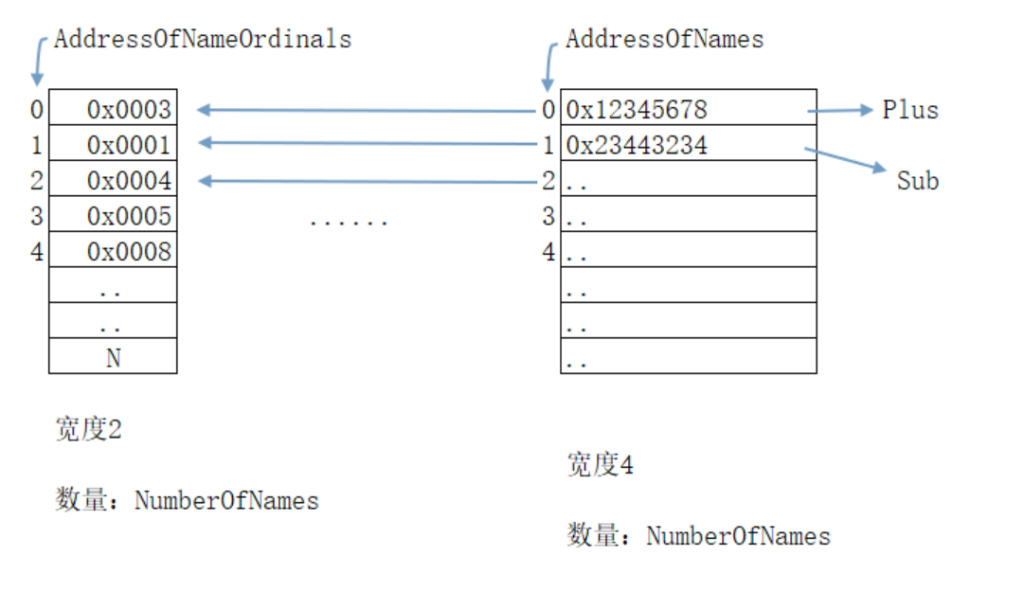 AddressOfNameOrdinals AddressOfNames
0 0x0003 0 0x12345678 Plus
1 0x0001 1 0x23443234
2 0x0004 2 .. Sub
3 0x0005 ...... 3 ..
4 0x0008 4 ..
.. ..
.. ..
N ..
宽度2
宽度4
数量：NumberOfNames
数量：NumberOfNames